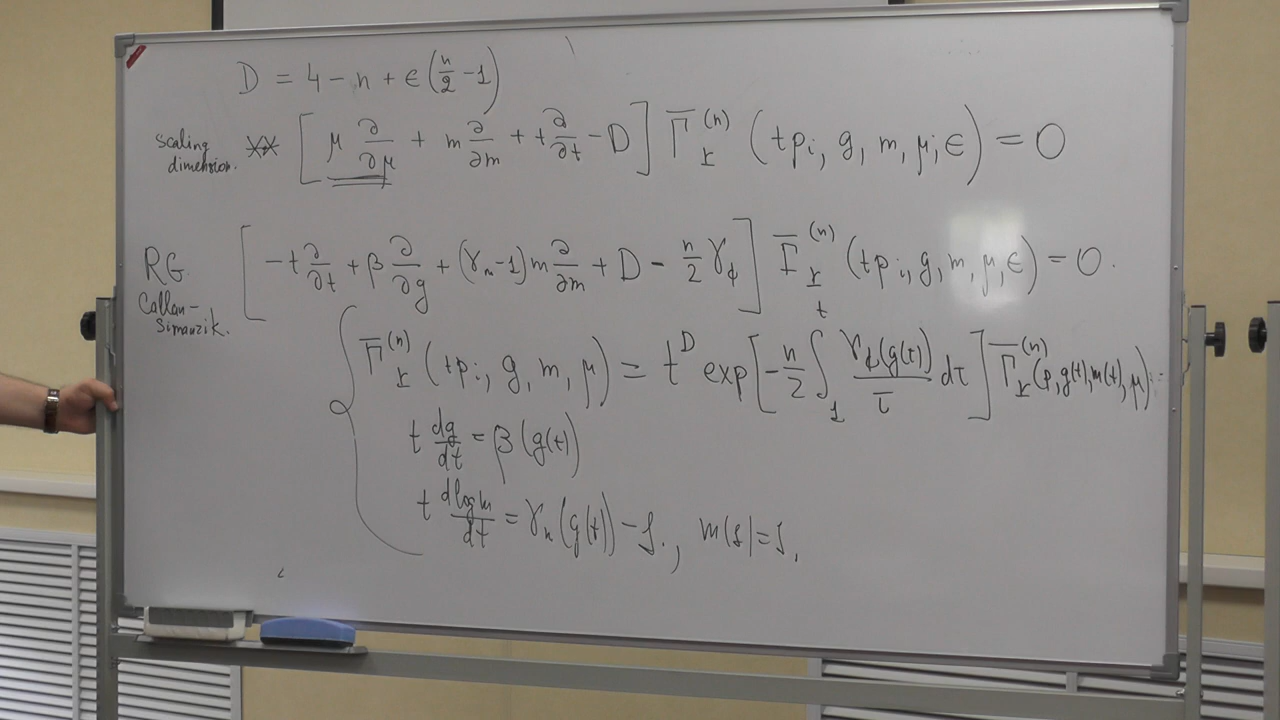 D = 4 − n + ϵ(n/2 − 1)
scaling dimension. ** [μ ∂/∂μ + m ∂/∂m + t ∂/∂t − D] Γ̅_r^(n) (tp_i, g, m, μ, ϵ) = 0
RG Callan-Simanzik. [−t ∂/∂t + β ∂/∂g + (γ_m−1) m ∂/∂m + D − n/2 γ_ϕ] Γ̅_r^(n) (tp_i, g, m, μ, ϵ) = 0.
Γ̅_r^(n) (tp_i, g, m, μ) = t^D exp[−n/2 ∫_1^t γ_ϕ(g(τ))/τ dτ] Γ̅_r^(n) (p, g(t), m(t), μ)
t dg/dt = β(g(t))
t dlog m/dt = γ_m(g(t)) − 1., m(1) = 1.